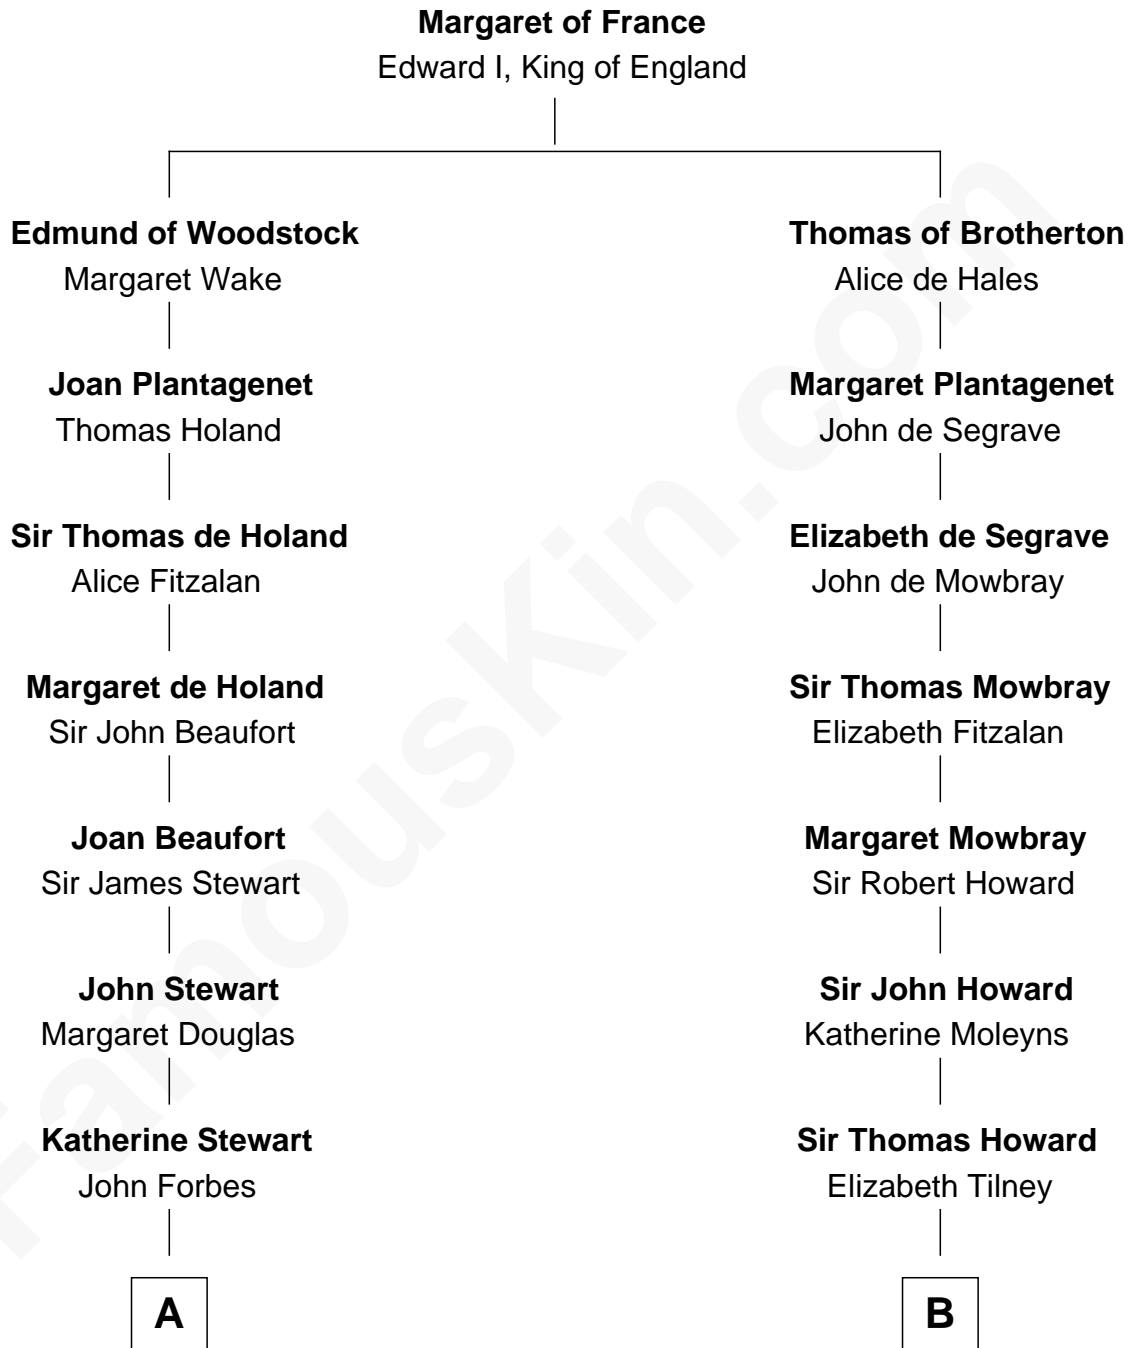 Margaret of France
Edward I, King of England
Edmund of Woodstock
Margaret Wake
Joan Plantagenet
Thomas Holand
Sir Thomas de Holand
Alice Fitzalan
Margaret de Holand
Sir John Beaufort
Joan Beaufort
Sir James Stewart
John Stewart
Margaret Douglas
Katherine Stewart
John Forbes
A
Thomas of Brotherton
Alice de Hales
Margaret Plantagenet
John de Segrave
Elizabeth de Segrave
John de Mowbray
Sir Thomas Mowbray
Elizabeth Fitzalan
Margaret Mowbray
Sir Robert Howard
Sir John Howard
Katherine Moleyns
Sir Thomas Howard
Elizabeth Tilney
B
FamousKin.com